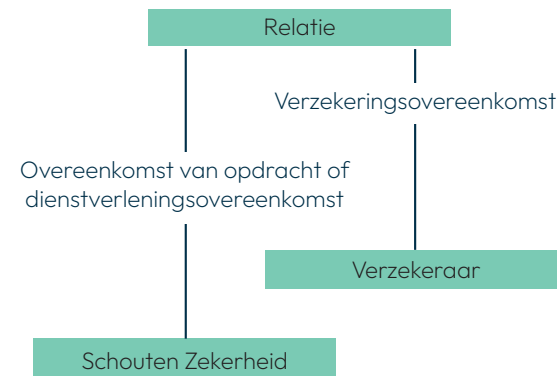 Relatie
Verzekeringsovereenkomst
Overeenkomst van opdracht of
dienstverleningsovereenkomst
Verzekeraar
Schouten Zekerheid